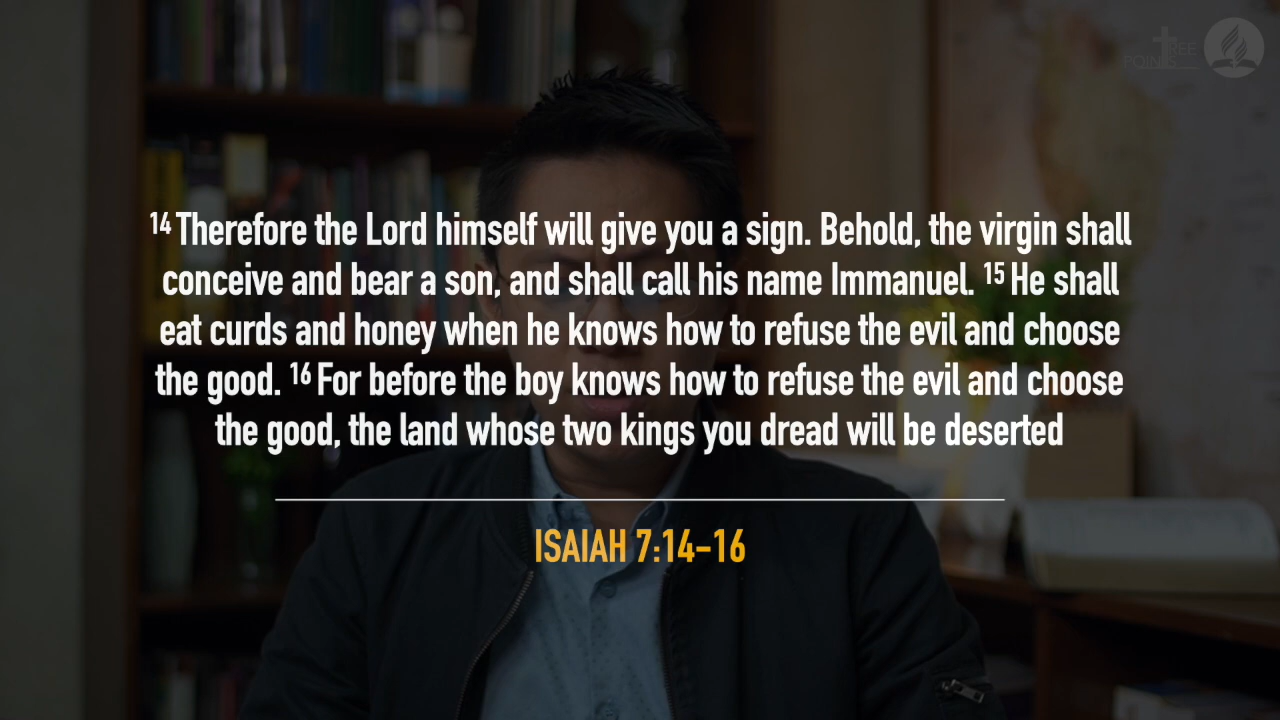 14 Therefore the Lord himself will give you a sign. Behold, the virgin shall
conceive and bear a son, and shall call his name Immanuel. 15 He shall
eat curds and honey when he knows how to refuse the evil and choose
the good. 16 For before the boy knows how to refuse the evil and choose
the good, the land whose two kings you dread will be deserted
ISAIAH 7:14–16